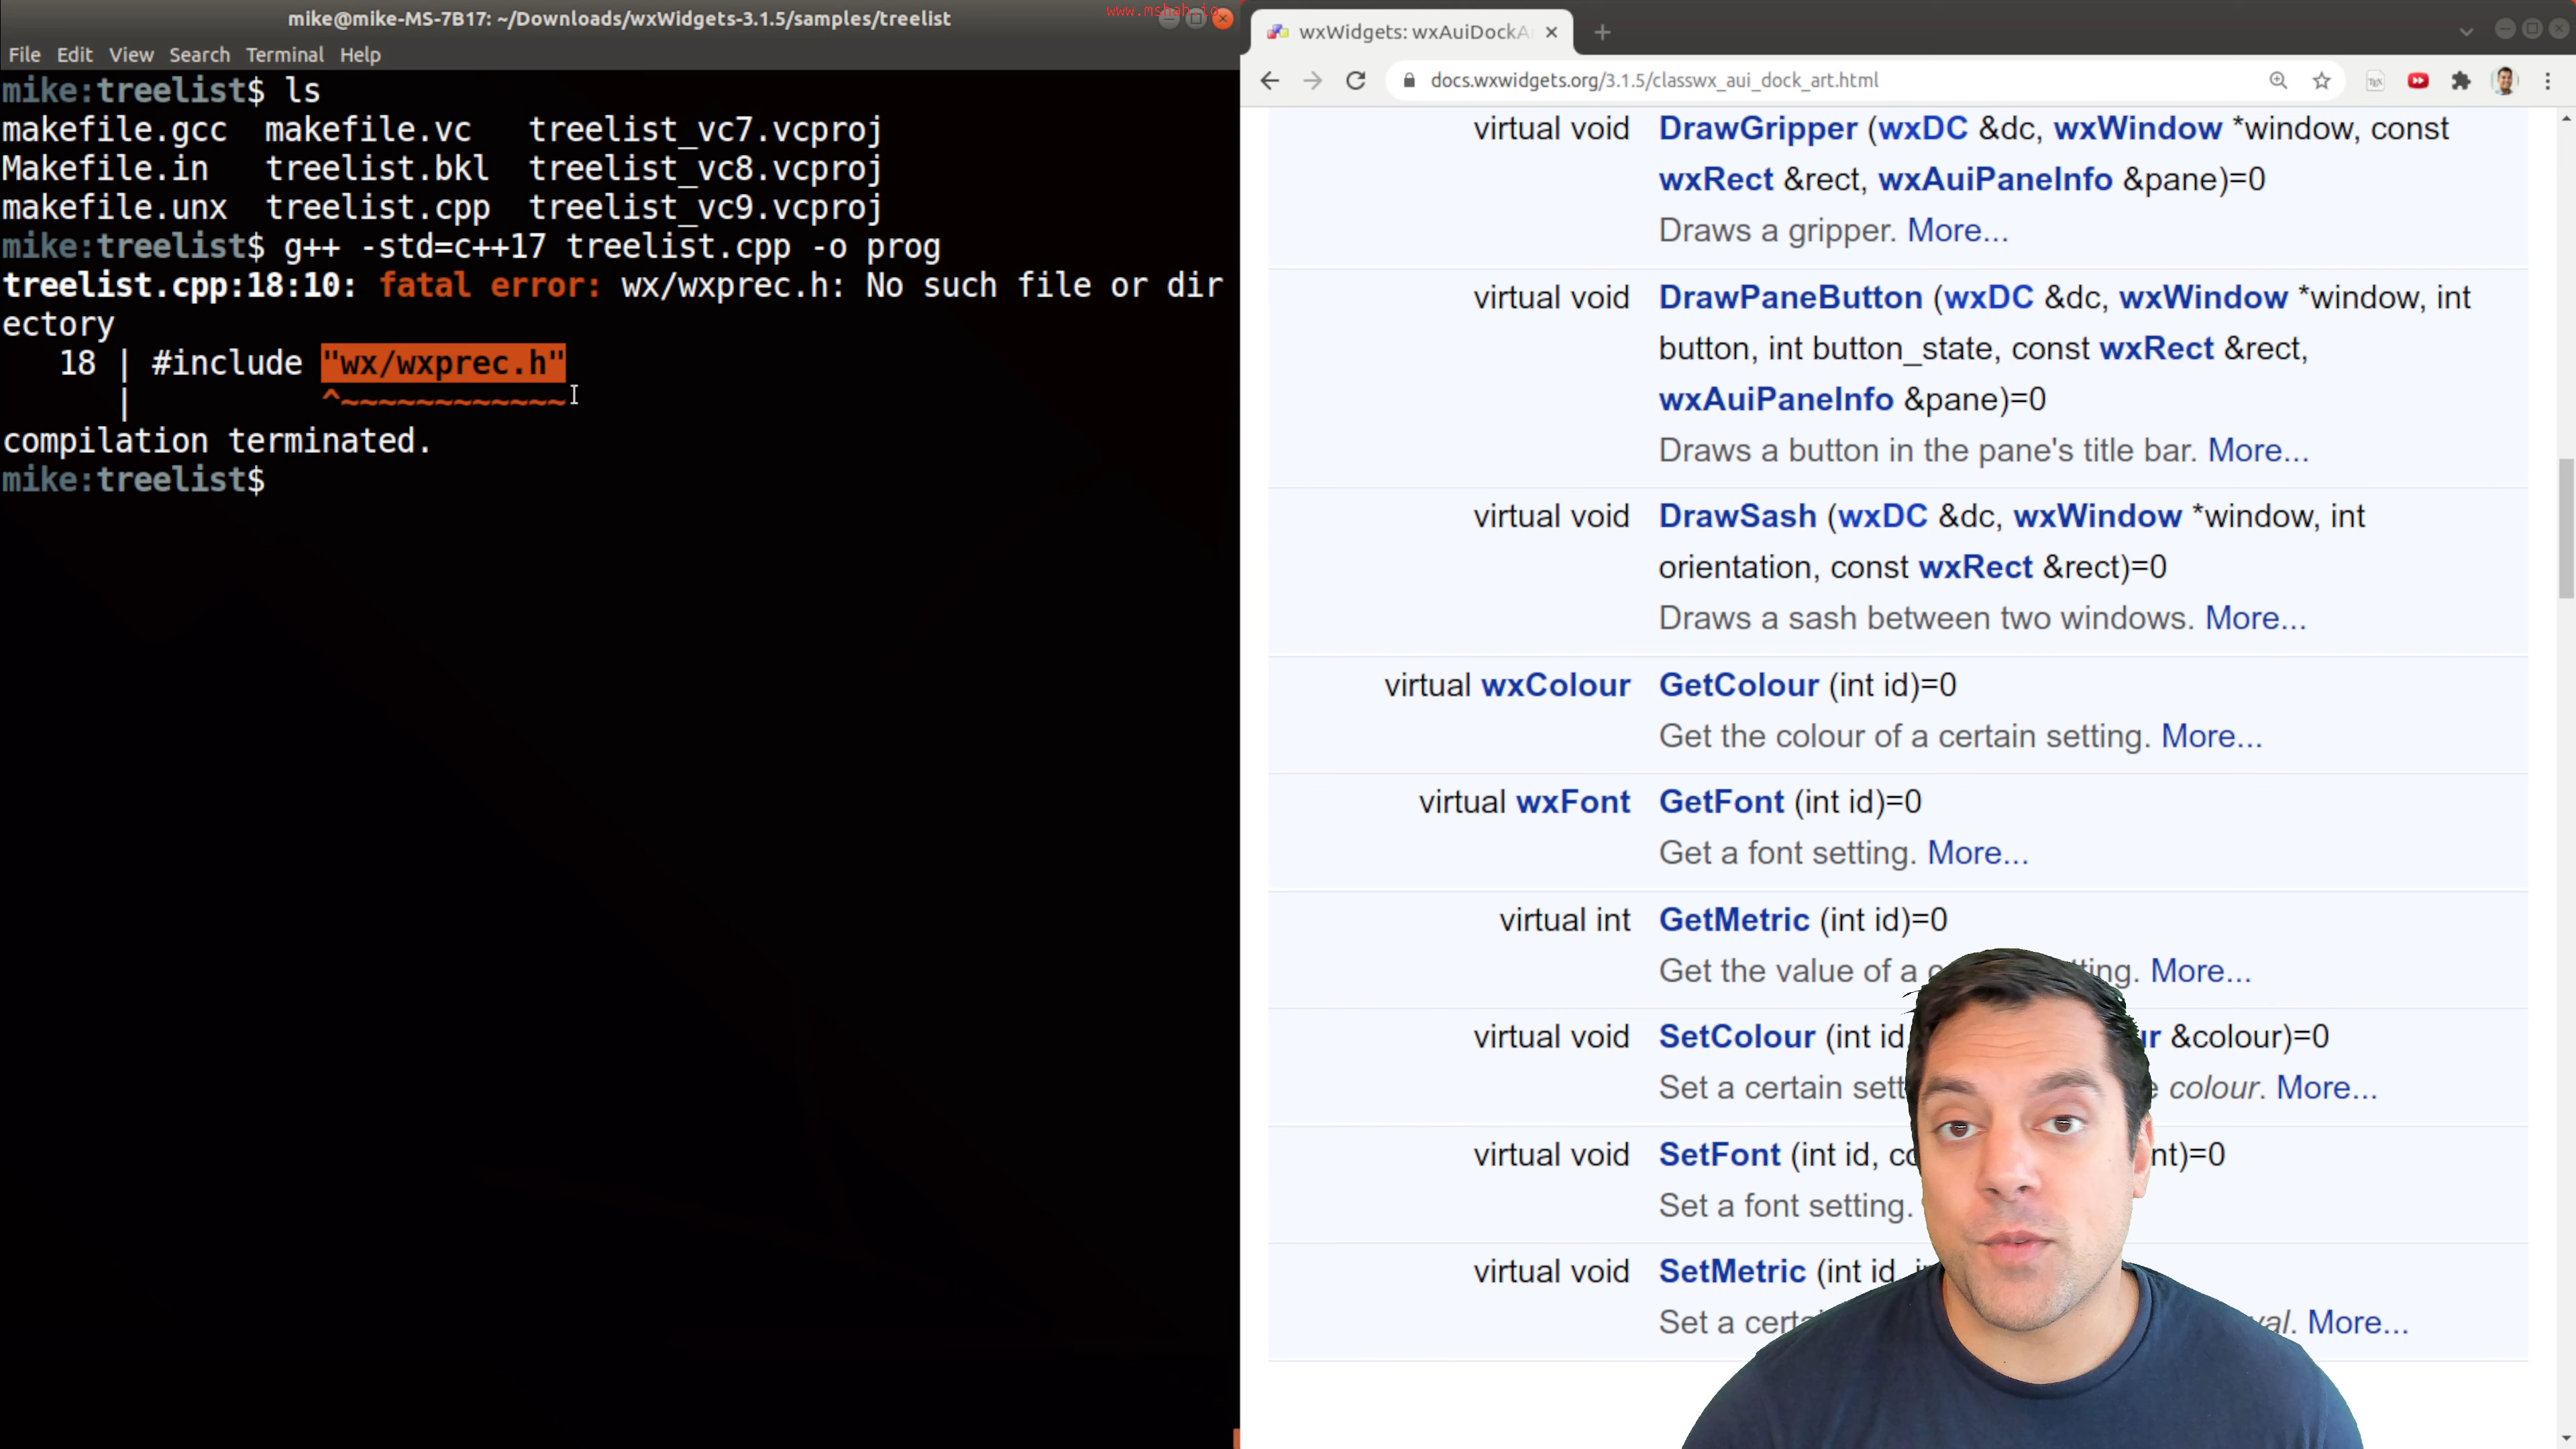 mike@mike-MS-7B17: ~/Downloads/wxWidgets-3.1.5/samples/treelist
www.mshah.io
File Edit View Search Terminal Help
mike:treelist$ ls
makefile.gcc makefile.vc treelist_vc7.vcproj
Makefile.in treelist.bkl treelist_vc8.vcproj
makefile.unx treelist.cpp treelist_vc9.vcproj
mike:treelist$ g++ -std=c++17 treelist.cpp -o prog
treelist.cpp:18:10: fatal error: wx/wxprec.h: No such file or dir
ectory
18 | #include "wx/wxprec.h"
| ^~~~~~~~~~~~~
compilation terminated.
mike:treelist$
wxWidgets: wxAuiDockA
docs.wxwidgets.org/3.1.5/classwx_aui_dock_art.html
virtual void DrawGripper (wxDC &dc, wxWindow *window, const
wxRect &rect, wxAuiPaneInfo &pane)=0
Draws a gripper. More...
virtual void DrawPaneButton (wxDC &dc, wxWindow *window, int
button, int button_state, const wxRect &rect,
wxAuiPaneInfo &pane)=0
Draws a button in the pane's title bar. More...
virtual void DrawSash (wxDC &dc, wxWindow *window, int
orientation, const wxRect &rect)=0
Draws a sash between two windows. More...
virtual wxColour GetColour (int id)=0
Get the colour of a certain setting. More...
virtual wxFont GetFont (int id)=0
Get a font setting. More...
virtual int GetMetric (int id)=0
Get the value of a More...
virtual void SetColour (int id &colour)=0
Set a certain colour. More...
virtual void SetFont (int id,
Set a font setting.
virtual void SetMetric (int id,
Set a More...